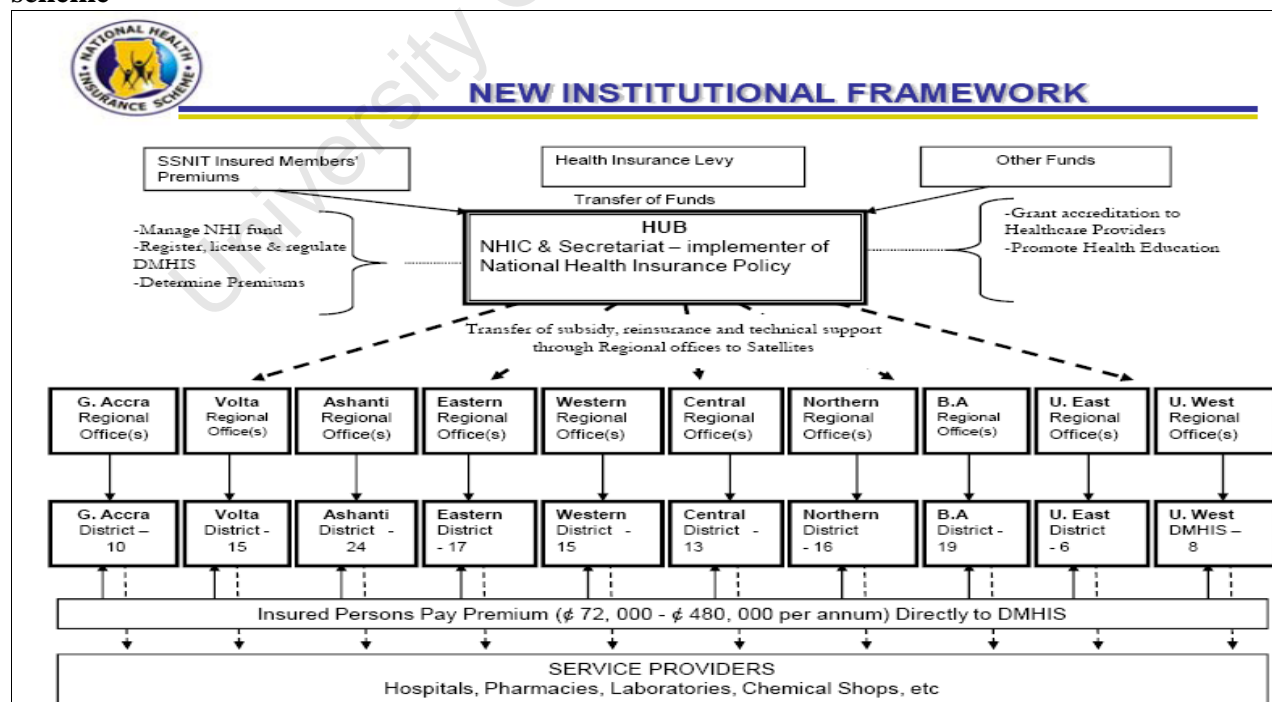 scheme
NATIONAL HEALTH
INSURANCE SCHEME
NEW INSTITUTIONAL FRAMEWORK
SSNIT Insured Members'
Premiums
Health Insurance Levy
Other Funds
Transfer of Funds
-Manage NHI fund
-Register, license & regulate
DMHIS
-Determine Premiums
HUB
NHIC & Secretariat – implementer of
National Health Insurance Policy
-Grant accreditation to
Healthcare Providers
-Promote Health Education
Transfer of subsidy, reinsurance and technical support
through Regional offices to Satellites
G. Accra
Regional
Office(s)
Volta
Regional
Office(s)
Ashanti
Regional
Office(s)
Eastern
Regional
Office(s)
Western
Regional
Office(s)
Central
Regional
Office(s)
Northern
Regional
Office(s)
B.A
Regional
Office(s)
U. East
Regional
Office(s)
U. West
Regional
Office(s)
G. Accra
District –
10
Volta
District -
15
Ashanti
District -
24
Eastern
District
- 17
Western
District -
15
Central
District -
13
Northern
District
- 16
B.A
District -
19
U. East
District
- 6
U. West
DMHIS –
8
Insured Persons Pay Premium (₵ 72, 000 - ₵ 480, 000 per annum) Directly to DMHIS
SERVICE PROVIDERS
Hospitals, Pharmacies, Laboratories, Chemical Shops, etc
University